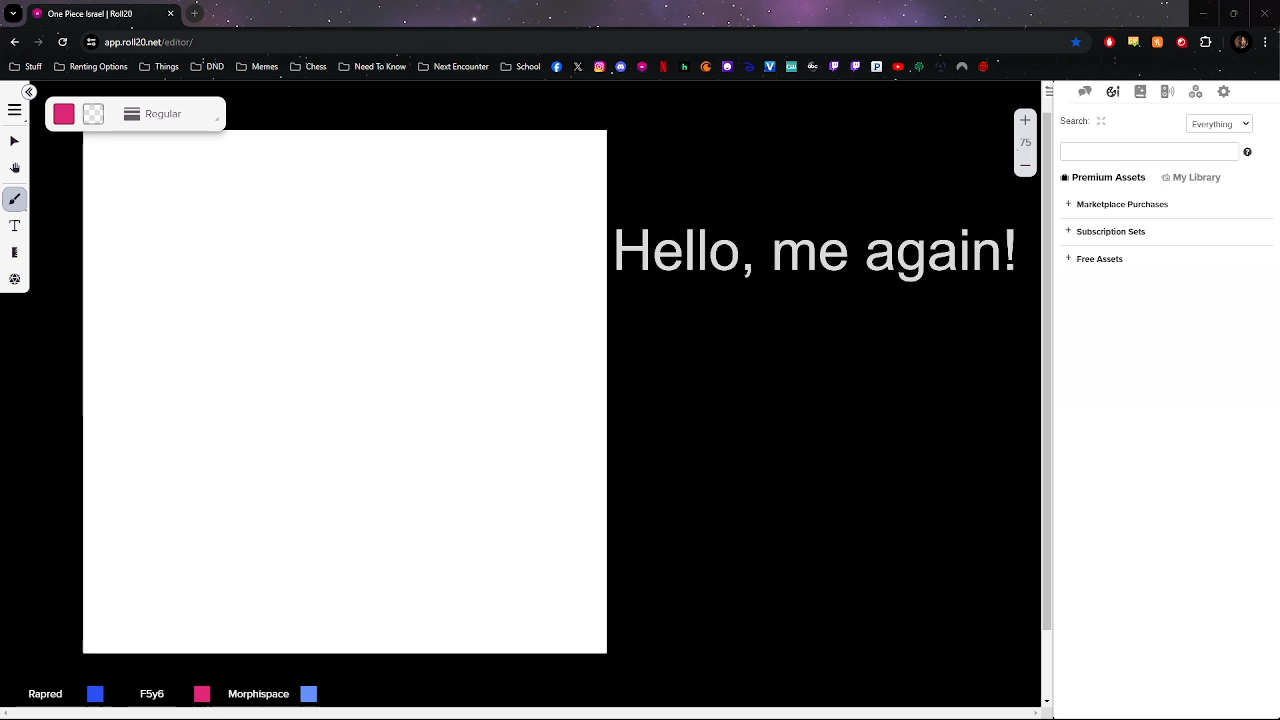 One Piece Israel | Roll20
app.roll20.net/editor/
Stuff
Renting Options
Things
DND
Memes
Chess
Need To Know
Next Encounter
School
Regular
75
Hello, me again!
Search:
Everything
Premium Assets
My Library
Marketplace Purchases
Subscription Sets
Free Assets
Rapred
F5y6
Morphispace